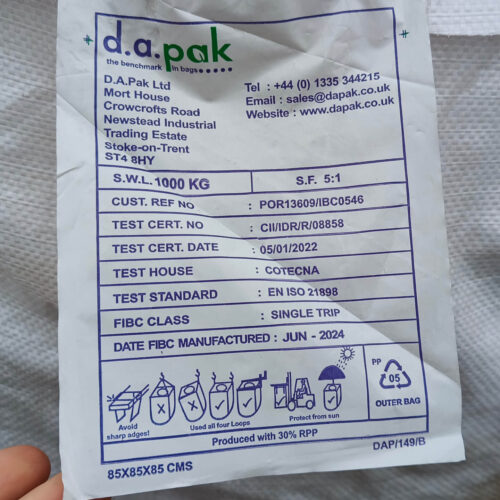 d.a.pak
the benchmark in bags.....
D.A.Pak Ltd
Mort House
Crowcrofts Road
Newstead Industrial
Trading Estate
Stoke-on-Trent
ST4 8HY
Tel : +44 (0) 1335 344215
Email : sales@dapak.co.uk
Website : www.dapak.co.uk
S.W.L. 1000 KG S.F. 5:1
CUST. REF NO : POR13609/IBC0546
TEST CERT. NO : CII/IDR/R/08858
TEST CERT. DATE : 05/01/2022
TEST HOUSE : COTECNA
TEST STANDARD : EN ISO 21898
FIBC CLASS : SINGLE TRIP
DATE FIBC MANUFACTURED : JUN - 2024
Avoid
sharp edges!
Used all four Loops
Protect from sun
PP
05
OUTER BAG
Produced with 30% RPP
DAP/149/B
85X85X85 CMS